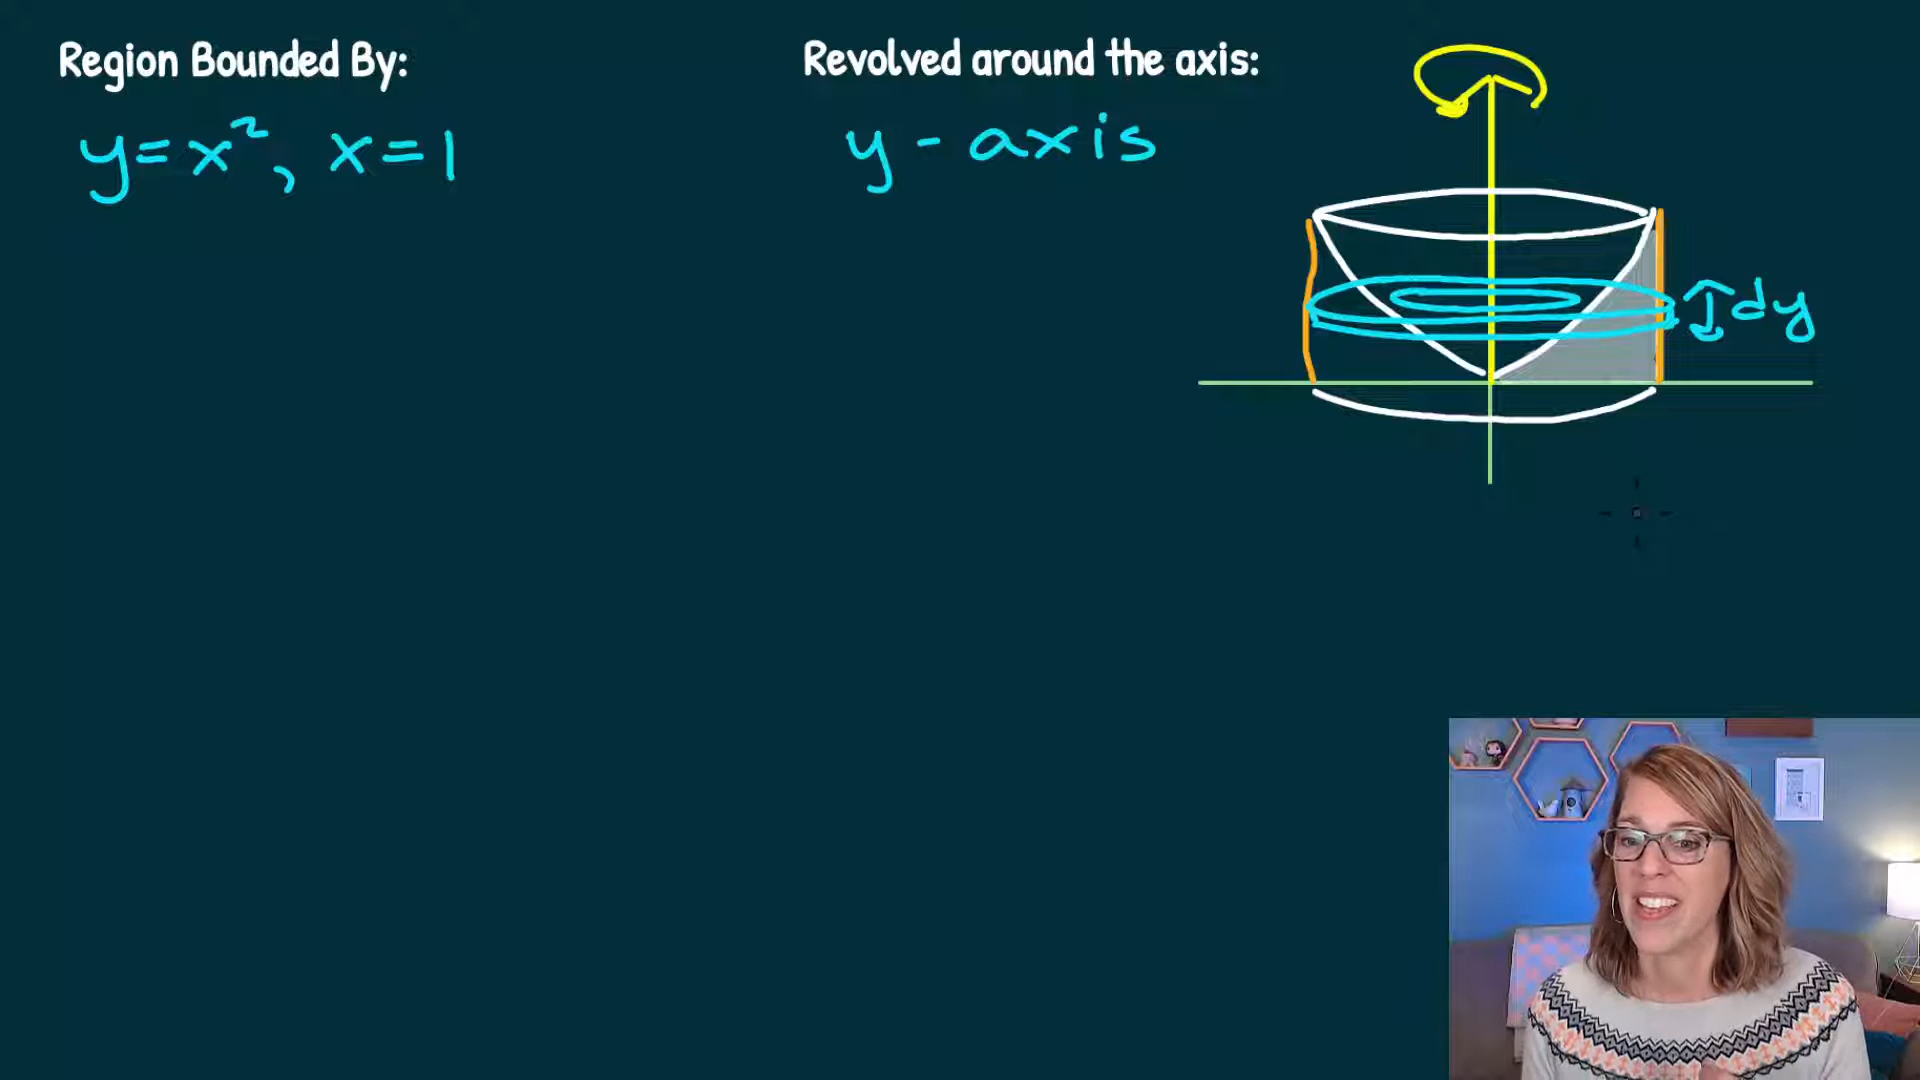 Region Bounded By:
y=x², x=1
Revolved around the axis:
y-axis
dy